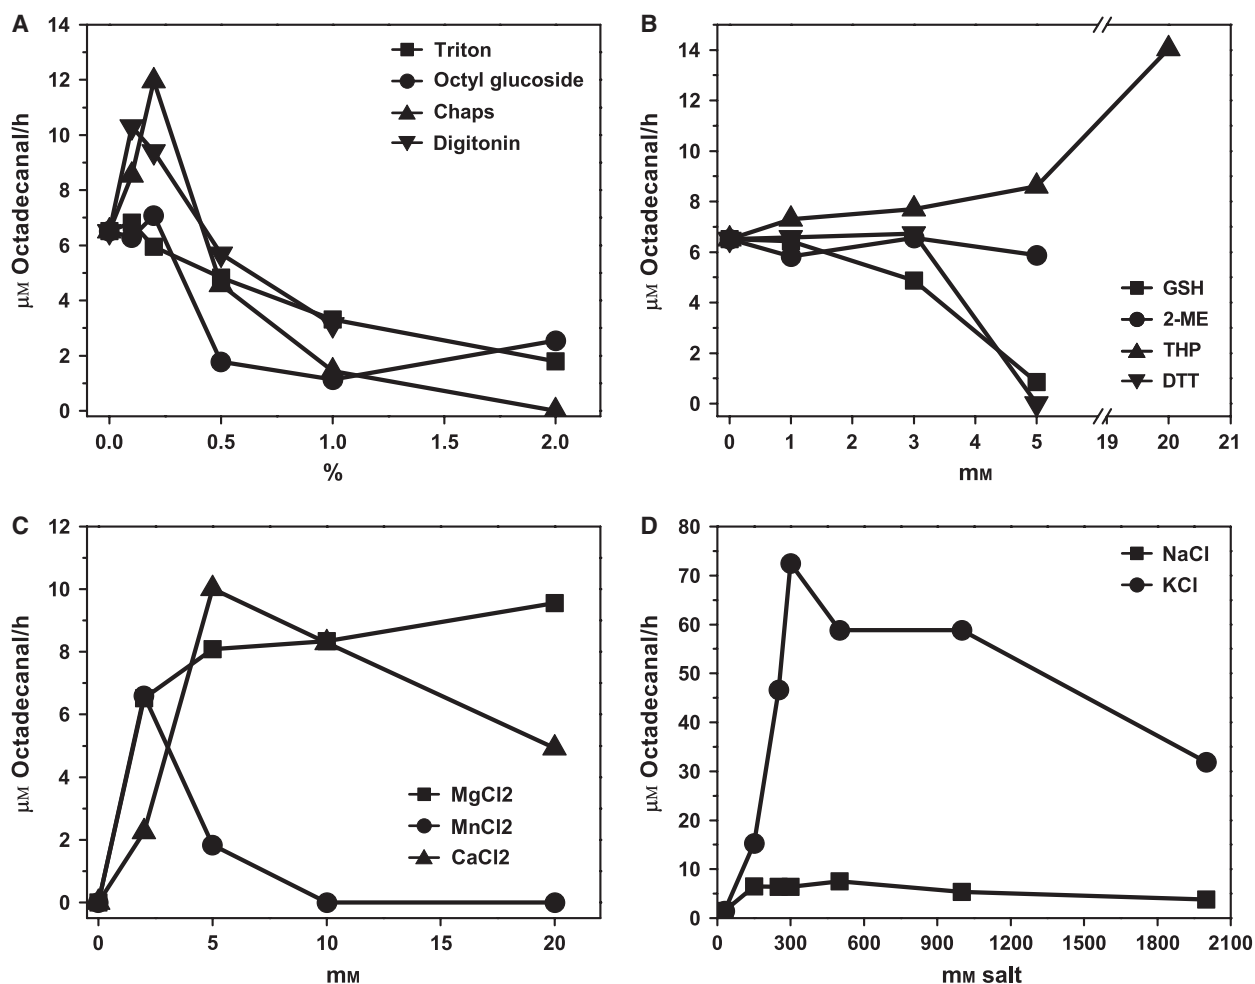 A
14
12
10
8
6
4
2
0
µM Octadecanal/h
Triton
Octyl glucoside
Chaps
Digitonin
0.0 0.5 1.0 1.5 2.0
%
B
14
12
10
8
6
4
2
0
µM Octadecanal/h
GSH
2-ME
THP
DTT
0 1 2 3 4 5 19 20 21
mM
C
12
10
8
6
4
2
0
µM Octadecanal/h
MgCl2
MnCl2
CaCl2
0 5 10 15 20
mM
D
80
70
60
50
40
30
20
10
0
µM Octadecanal/h
NaCl
KCl
0 300 600 900 1200 1500 1800 2100
mM salt